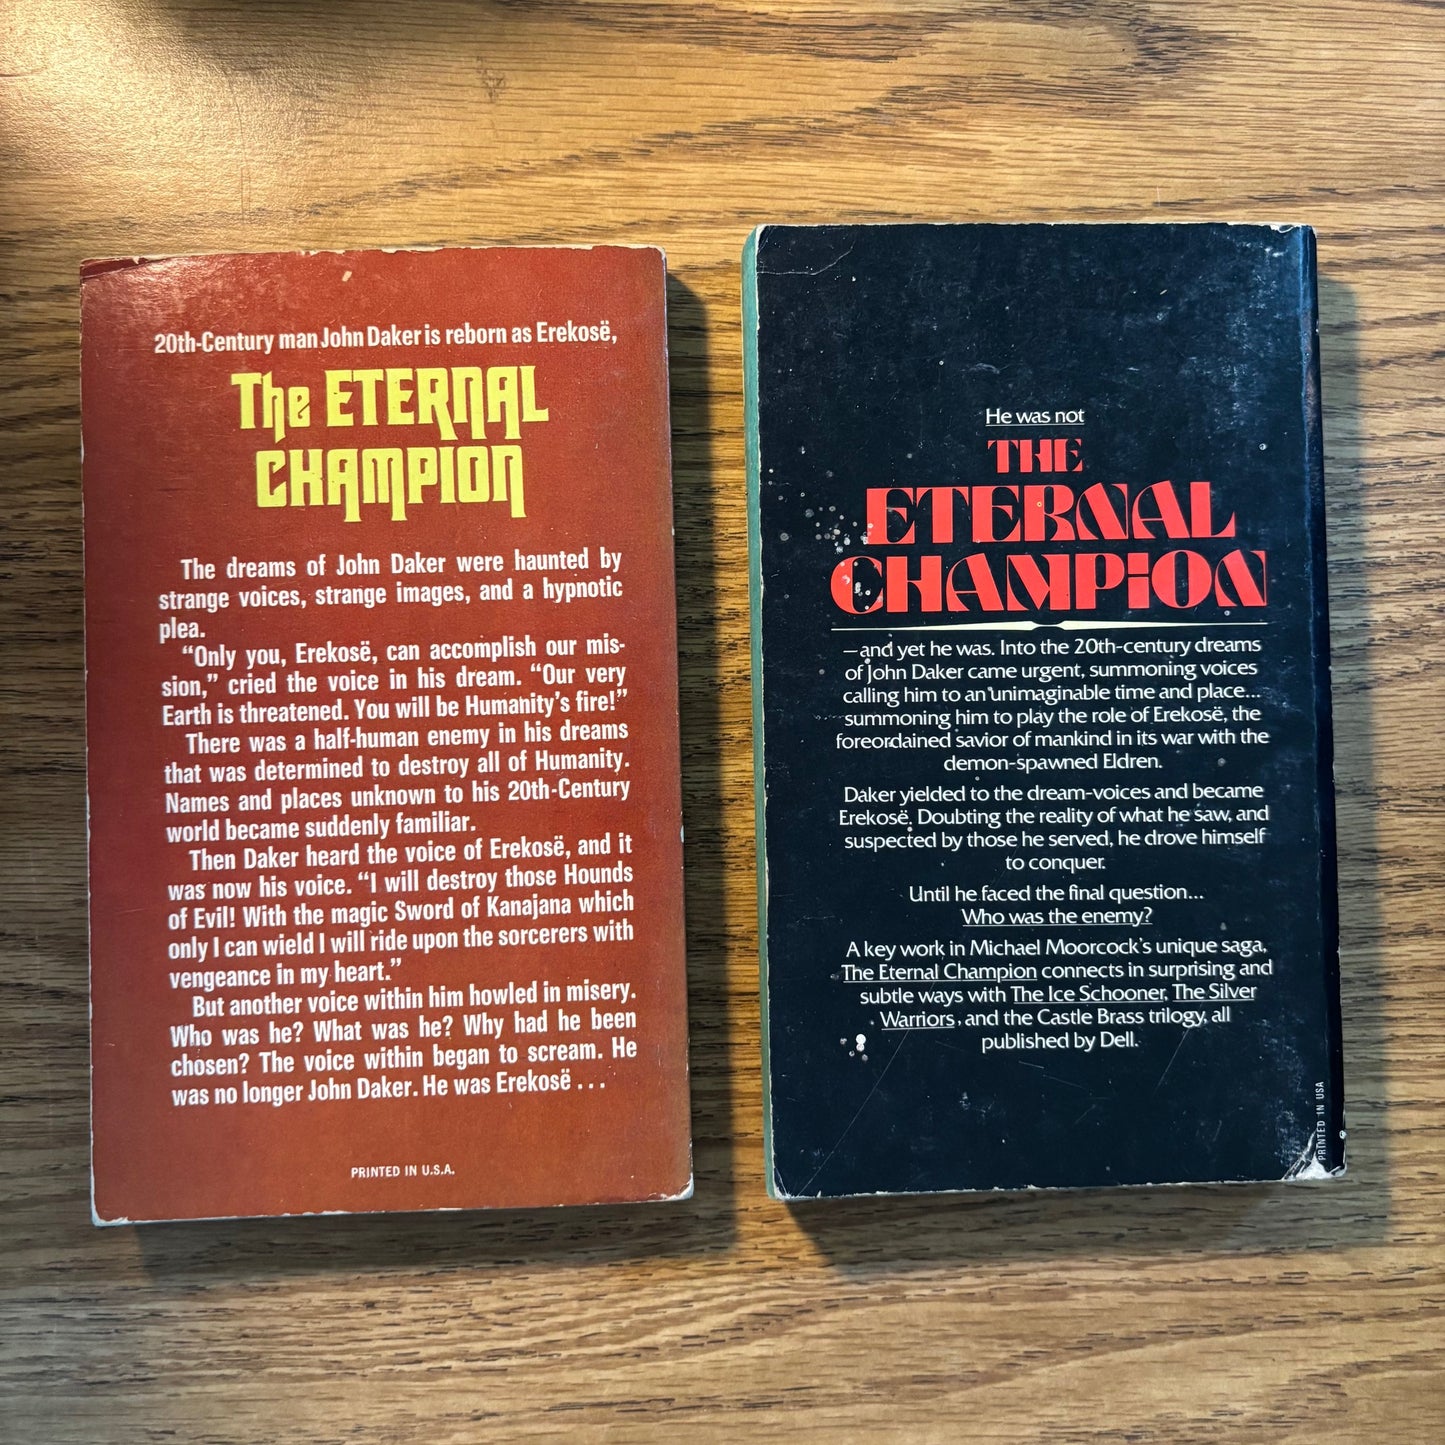 20th-Century man John Daker is reborn as Erekosë,
The ETERNAL
CHAMPION
The dreams of John Daker were haunted by
strange voices, strange images, and a hypnotic
plea.
"Only you, Erekosë, can accomplish our mis-
sion," cried the voice in his dream. "Our very
Earth is threatened. You will be Humanity's fire!"
There was a half-human enemy in his dreams
that was determined to destroy all of Humanity.
Names and places unknown to his 20th-Century
world became suddenly familiar.
Then Daker heard the voice of Erekosë, and it
was now his voice. "I will destroy those Hounds
of Evil! With the magic Sword of Kanajana which
only I can wield I will ride upon the sorcerers with
vengeance in my heart."
But another voice within him howled in misery.
Who was he? What was he? Why had he been
chosen? The voice within began to scream. He
was no longer John Daker. He was Erekosë . . .
PRINTED IN U.S.A.
He was not
THE
ETERNAL
CHAMPiON
—and yet he was. Into the 20th-century dreams
of John Daker came urgent, summoning voices
calling him to an unimaginable time and place...
summoning him to play the role of Erekosë, the
foreordained savior of mankind in its war with the
demon-spawned Eldren.
Daker yielded to the dream-voices and became
Erekosë. Doubting the reality of what he saw, and
suspected by those he served, he drove himself
to conquer.
Until he faced the final question...
Who was the enemy?
A key work in Michael Moorcock's unique saga,
The Eternal Champion connects in surprising and
subtle ways with The Ice Schooner, The Silver
Warriors, and the Castle Brass trilogy, all
published by Dell.
PRINTED IN USA